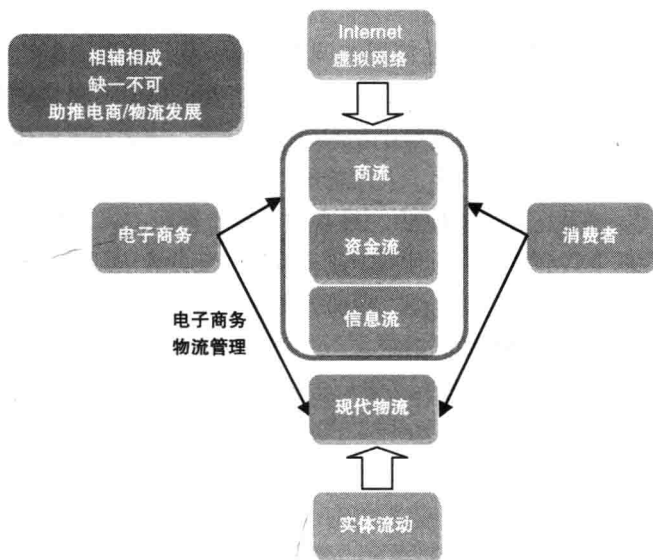 相辅相成
缺一不可
助推电商/物流发展
Internet
虚拟网络
商流
电子商务
资金流
消费者
信息流
电子商务
物流管理
现代物流
实体流动